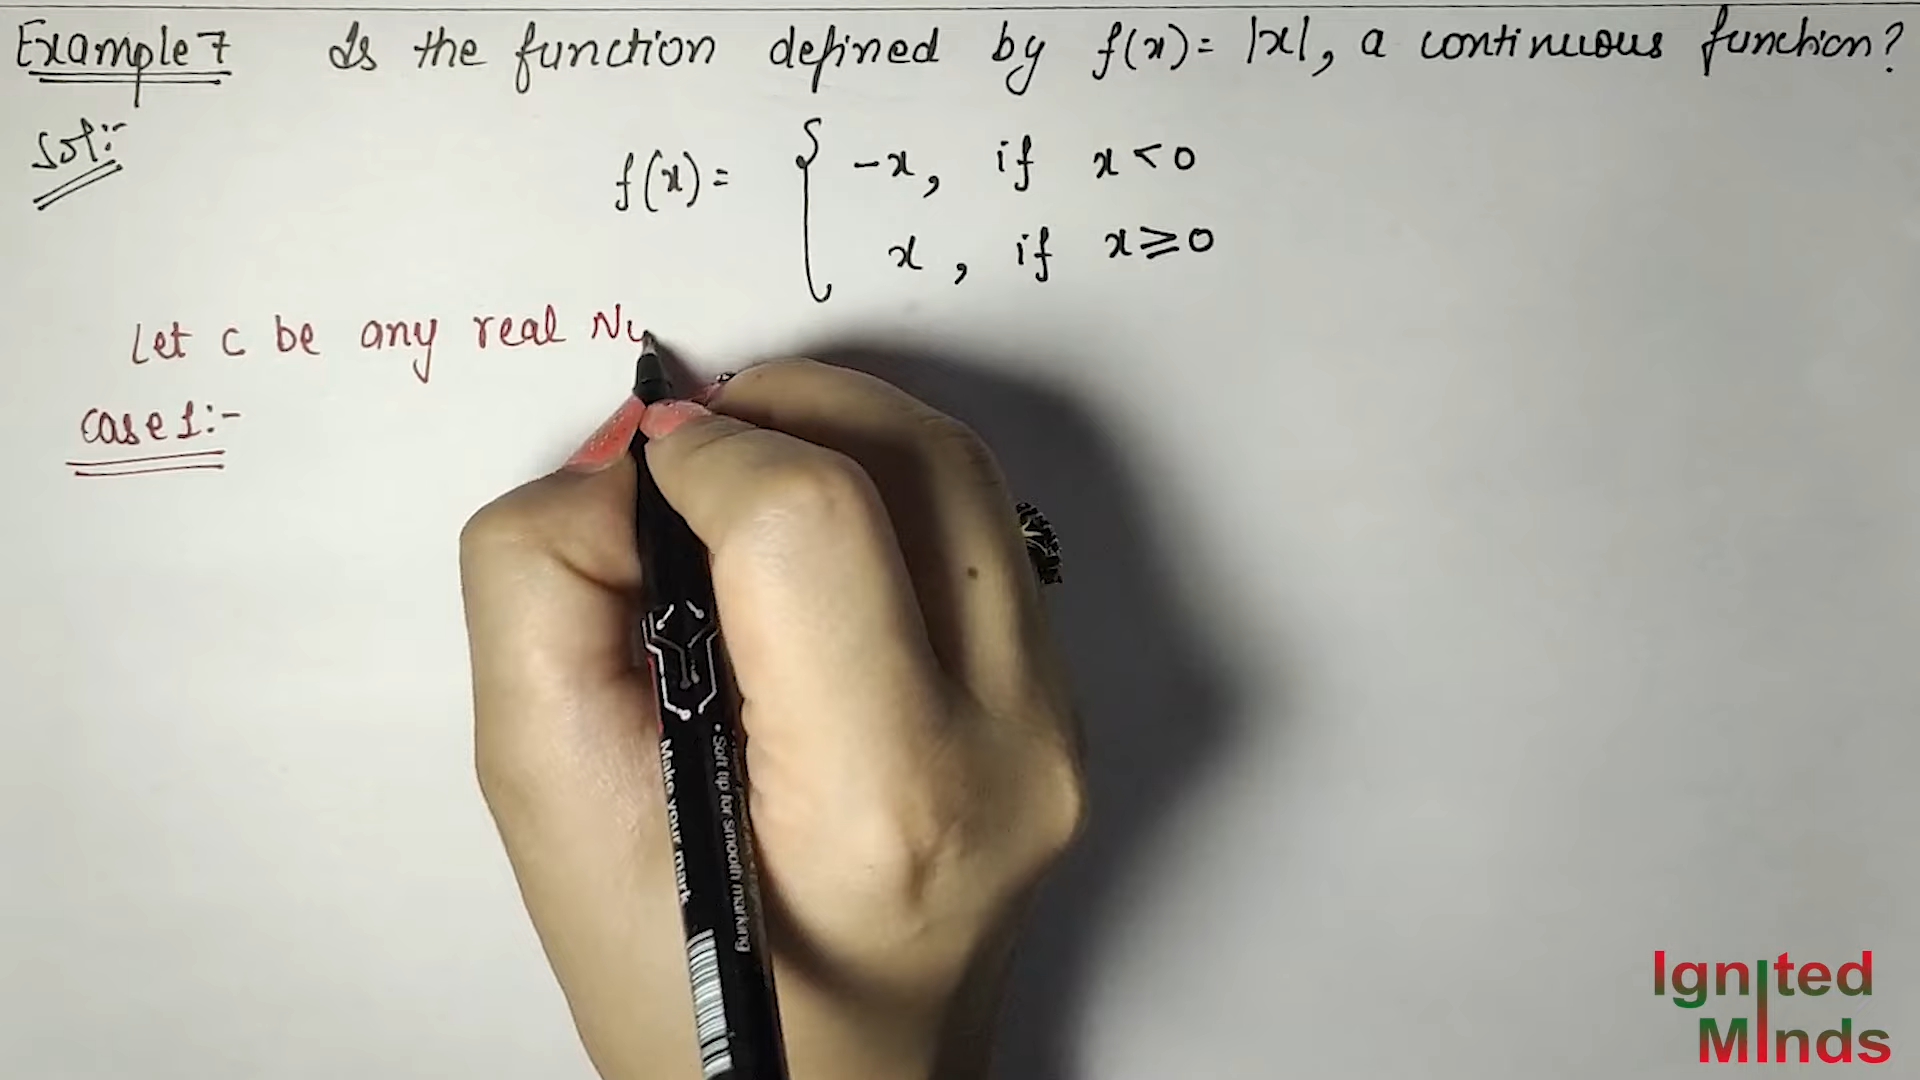 Example 7 Is the function defined by f(x) = |x|, a continuous function?
Sol:-
f(x) = { -x, if x < 0
x, if x ≥ 0
Let C be any real Nu
Case 1:-
Make your mark
• Soft tip for smooth marking
Ignited
Minds